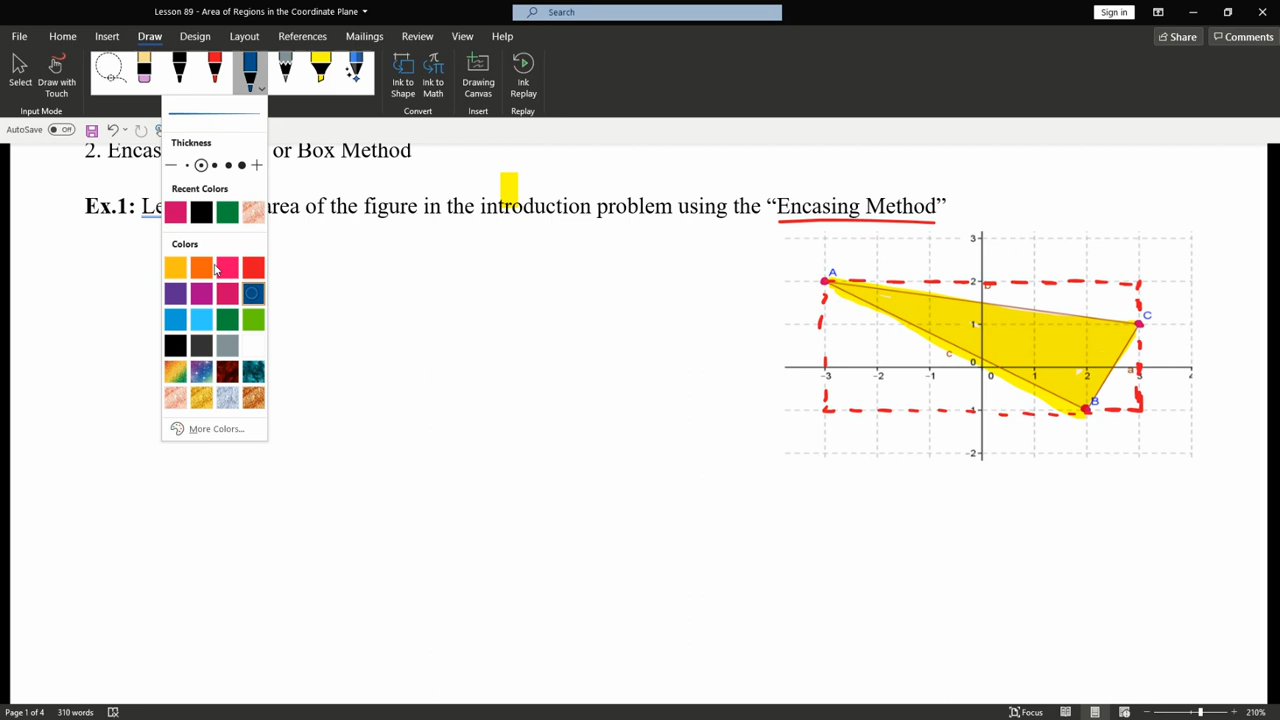 Lesson 89 - Area of Regions in the Coordinate Plane
Search
Sign in
File Home Insert Draw Design Layout References Mailings Review View Help
Share Comments
Select Draw with Touch Ink to Shape Ink to Math Drawing Canvas Ink Replay
Input Mode Convert Insert Replay
AutoSave Off
Thickness
Recent Colors
Colors
More Colors...
2. Encas or Box Method
Ex.1: Le area of the figure in the introduction problem using the “Encasing Method”
3
A
2 b
C
1
c 0 a
-3 -2 -1 0 1 2 3
B
-1
-2
Page 1 of 4 310 words Focus 210%